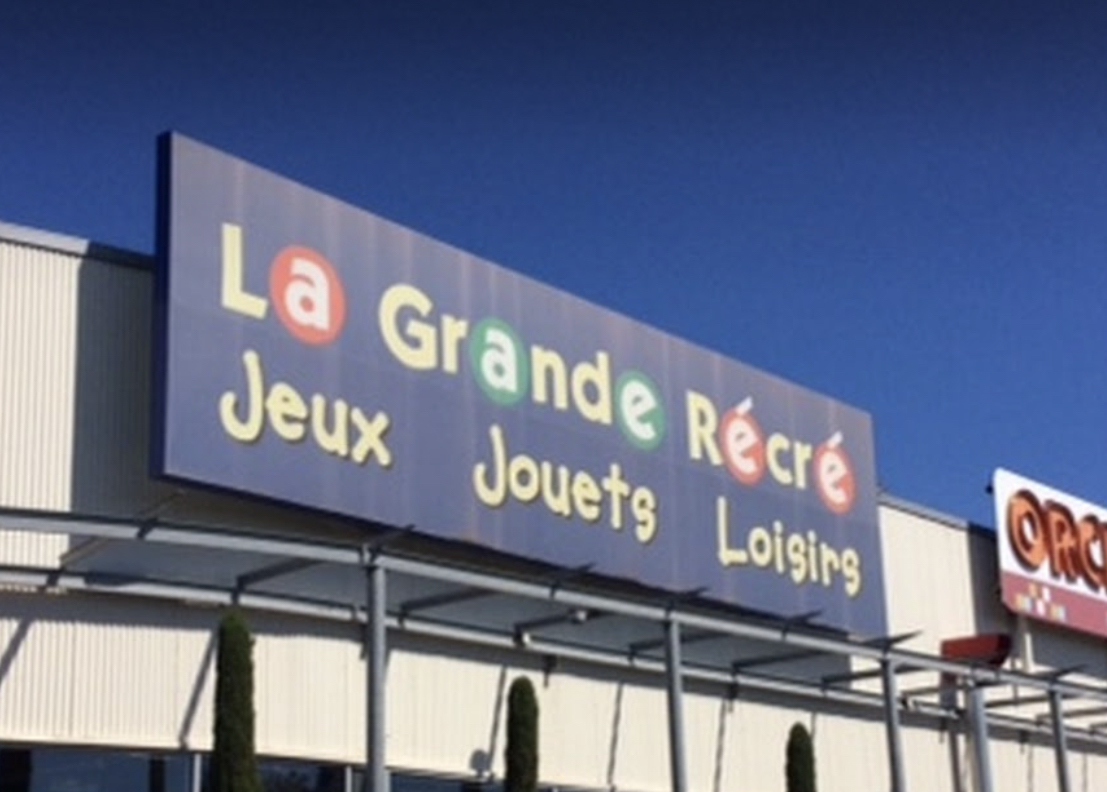 La Grande Récré
Jeux Jouets Loisirs